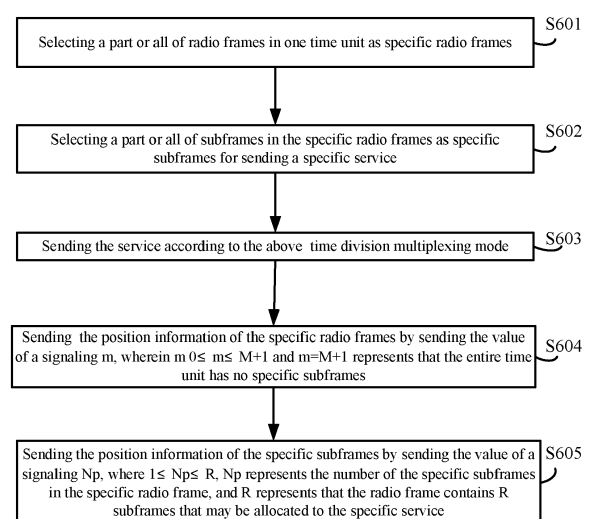 S601
Selecting a part or all of radio frames in one time unit as specific radio frames
S602
Selecting a part or all of subframes in the specific radio frames as specific
subframes for sending a specific service
S603
Sending the service according to the above time division multiplexing mode
Sending the position information of the specific radio frames by sending the value
S604
of a signaling m, wherein m 0≤ m≤ M+1 and m=M+1 represents that the entire time
unit has no specific subframes
Sending the position information of the specific subframes by sending the value of a
S605
signaling Np, where 1≤ Np≤ R, Np represents the number of the specific subframes
in the specific radio frame, and R represents that the radio frame contains R
subframes that may be allocated to the specific service